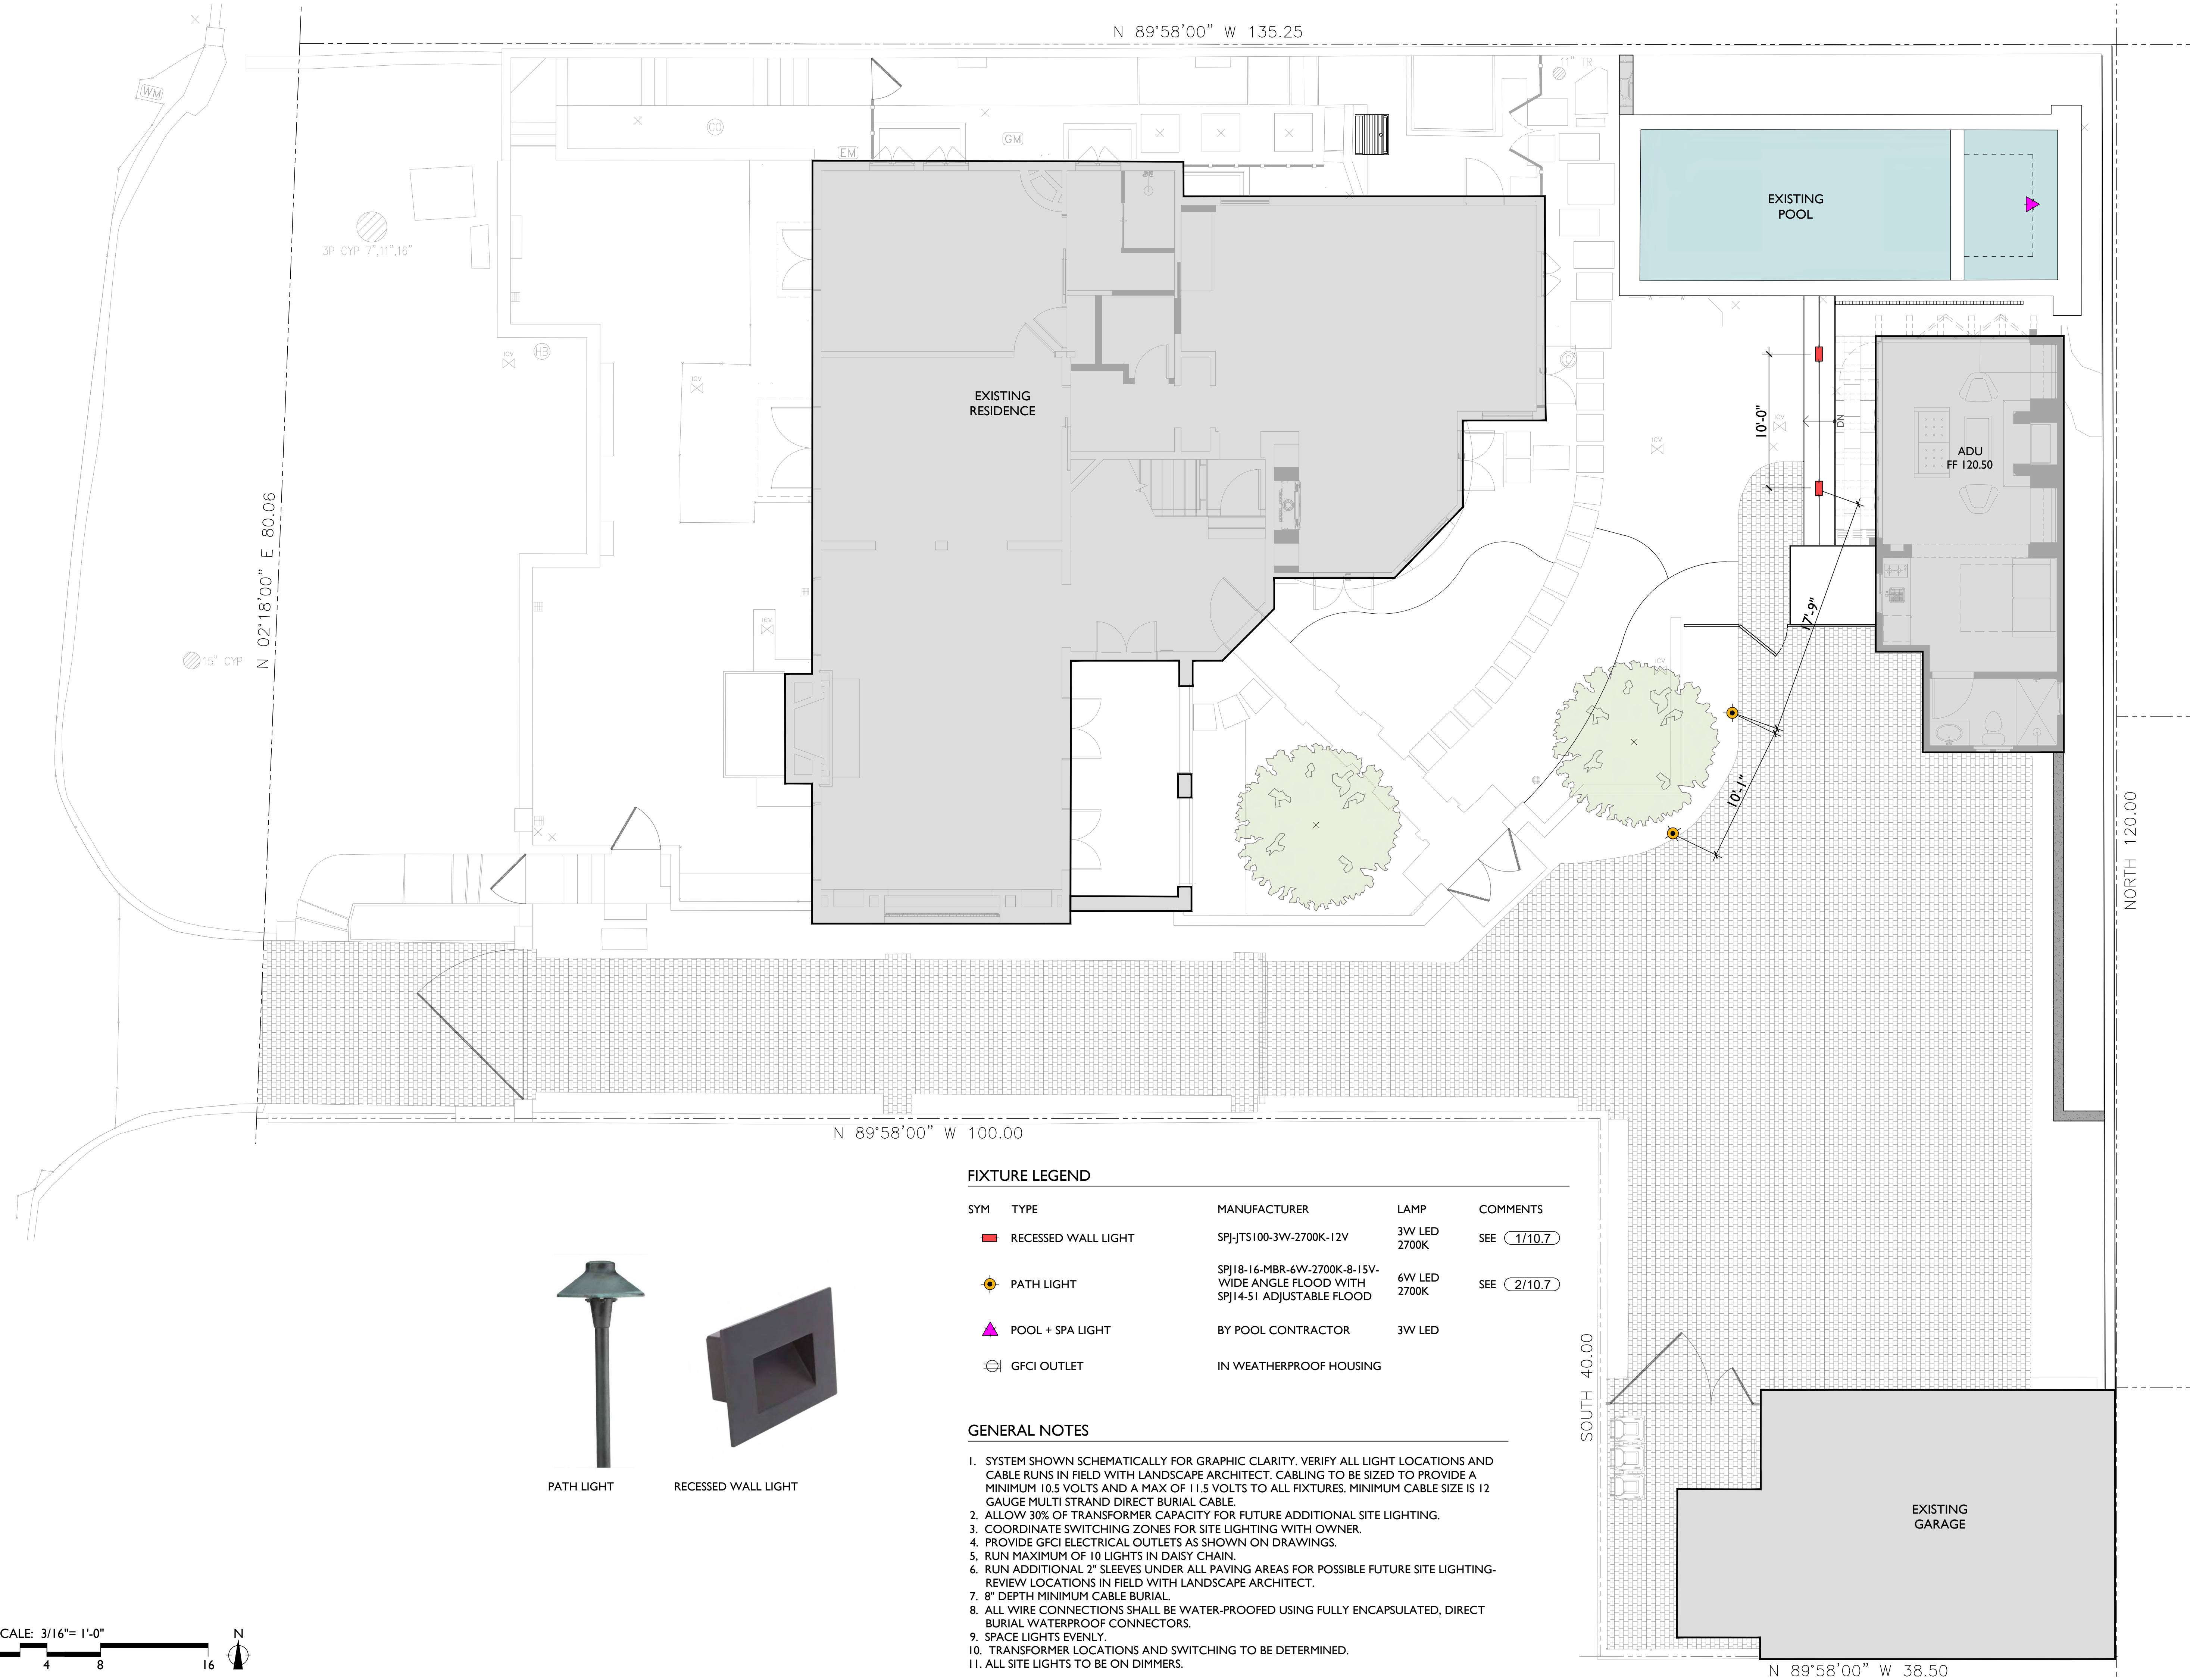 N 89°58'00" W 135.25
WM
11" TR
CO
GM
EM
EXISTING
POOL
3P CYP 7",11",16"
ICV
HB
ICV
EXISTING
RESIDENCE
10'-0"
ICV
DN
ICV
ADU
FF 120.50
N 02°18'00" E 80.06
17'-9"
ICV
15" CYP
ICV
10'-1"
NORTH 120.00
N 89°58'00" W 100.00
FIXTURE LEGEND
SYM TYPE MANUFACTURER LAMP COMMENTS
RECESSED WALL LIGHT SPJ-JTS100-3W-2700K-12V 3W LED
2700K SEE 1/10.7
PATH LIGHT SPJ18-16-MBR-6W-2700K-8-15V-
WIDE ANGLE FLOOD WITH
SPJ14-51 ADJUSTABLE FLOOD 6W LED
2700K SEE 2/10.7
POOL + SPA LIGHT BY POOL CONTRACTOR 3W LED
GFCI OUTLET IN WEATHERPROOF HOUSING
SOUTH 40.00
PATH LIGHT
RECESSED WALL LIGHT
GENERAL NOTES
1. SYSTEM SHOWN SCHEMATICALLY FOR GRAPHIC CLARITY. VERIFY ALL LIGHT LOCATIONS AND
CABLE RUNS IN FIELD WITH LANDSCAPE ARCHITECT. CABLING TO BE SIZED TO PROVIDE A
MINIMUM 10.5 VOLTS AND A MAX OF 11.5 VOLTS TO ALL FIXTURES. MINIMUM CABLE SIZE IS 12
GAUGE MULTI STRAND DIRECT BURIAL CABLE.
2. ALLOW 30% OF TRANSFORMER CAPACITY FOR FUTURE ADDITIONAL SITE LIGHTING.
3. COORDINATE SWITCHING ZONES FOR SITE LIGHTING WITH OWNER.
4. PROVIDE GFCI ELECTRICAL OUTLETS AS SHOWN ON DRAWINGS.
5, RUN MAXIMUM OF 10 LIGHTS IN DAISY CHAIN.
6. RUN ADDITIONAL 2" SLEEVES UNDER ALL PAVING AREAS FOR POSSIBLE FUTURE SITE LIGHTING-
REVIEW LOCATIONS IN FIELD WITH LANDSCAPE ARCHITECT.
7. 8" DEPTH MINIMUM CABLE BURIAL.
8. ALL WIRE CONNECTIONS SHALL BE WATER-PROOFED USING FULLY ENCAPSULATED, DIRECT
BURIAL WATERPROOF CONNECTORS.
9. SPACE LIGHTS EVENLY.
10. TRANSFORMER LOCATIONS AND SWITCHING TO BE DETERMINED.
11. ALL SITE LIGHTS TO BE ON DIMMERS.
EXISTING
GARAGE
CALE: 3/16"= 1'-0"
N
4 8 16
N 89°58'00" W 38.50